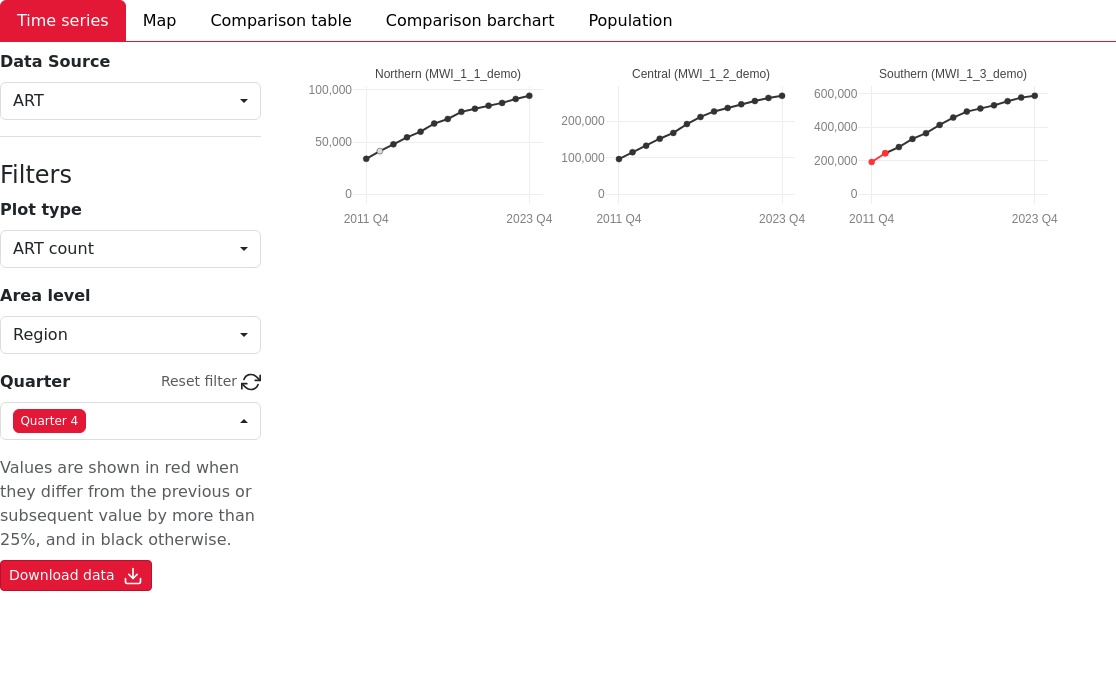 Time series Map Comparison table Comparison barchart Population
Data Source
ART
Filters
Plot type
ART count
Area level
Region
Quarter Reset filter
Quarter 4
Values are shown in red when
they differ from the previous or
subsequent value by more than
25%, and in black otherwise.
Download data
Northern (MWI_1_1_demo)
100,000
50,000
0
2011 Q4 2023 Q4
Central (MWI_1_2_demo)
200,000
100,000
0
2011 Q4 2023 Q4
Southern (MWI_1_3_demo)
600,000
400,000
200,000
0
2011 Q4 2023 Q4